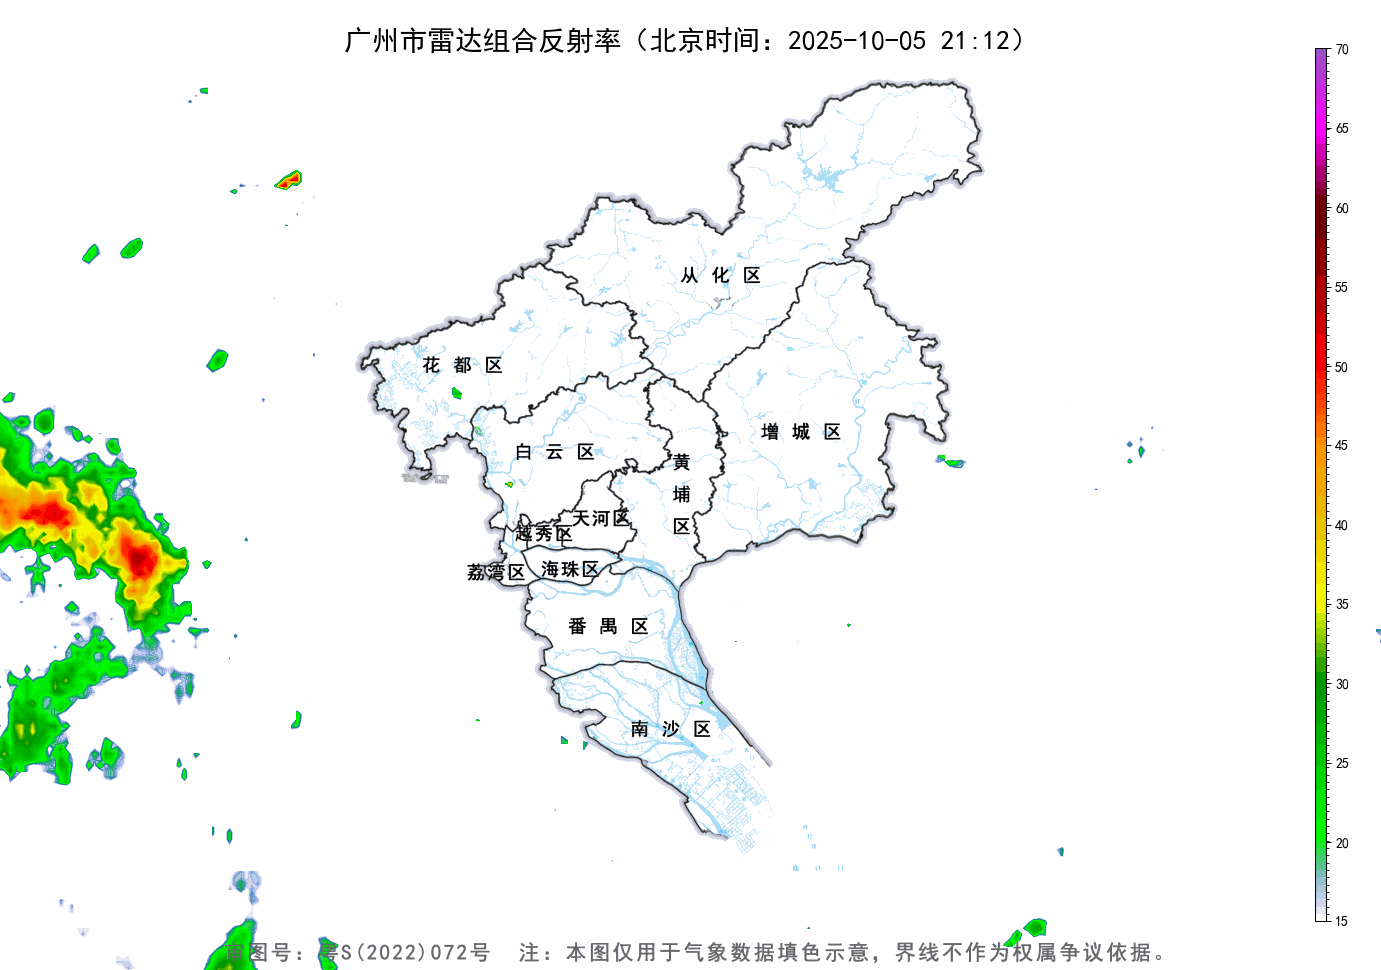 广州市雷达组合反射率（北京时间：2025-10-05 21:12）
70
65
60
55
50
45
40
35
30
25
20
15
从化区
花都区
增城区
白云区
黄埔区
天河区
越秀区
荔湾区
海珠区
番禺区
南沙区
审图号：粤S(2022)072号 注：本图仅用于气象数据填色示意，界线不作为权属争议依据。